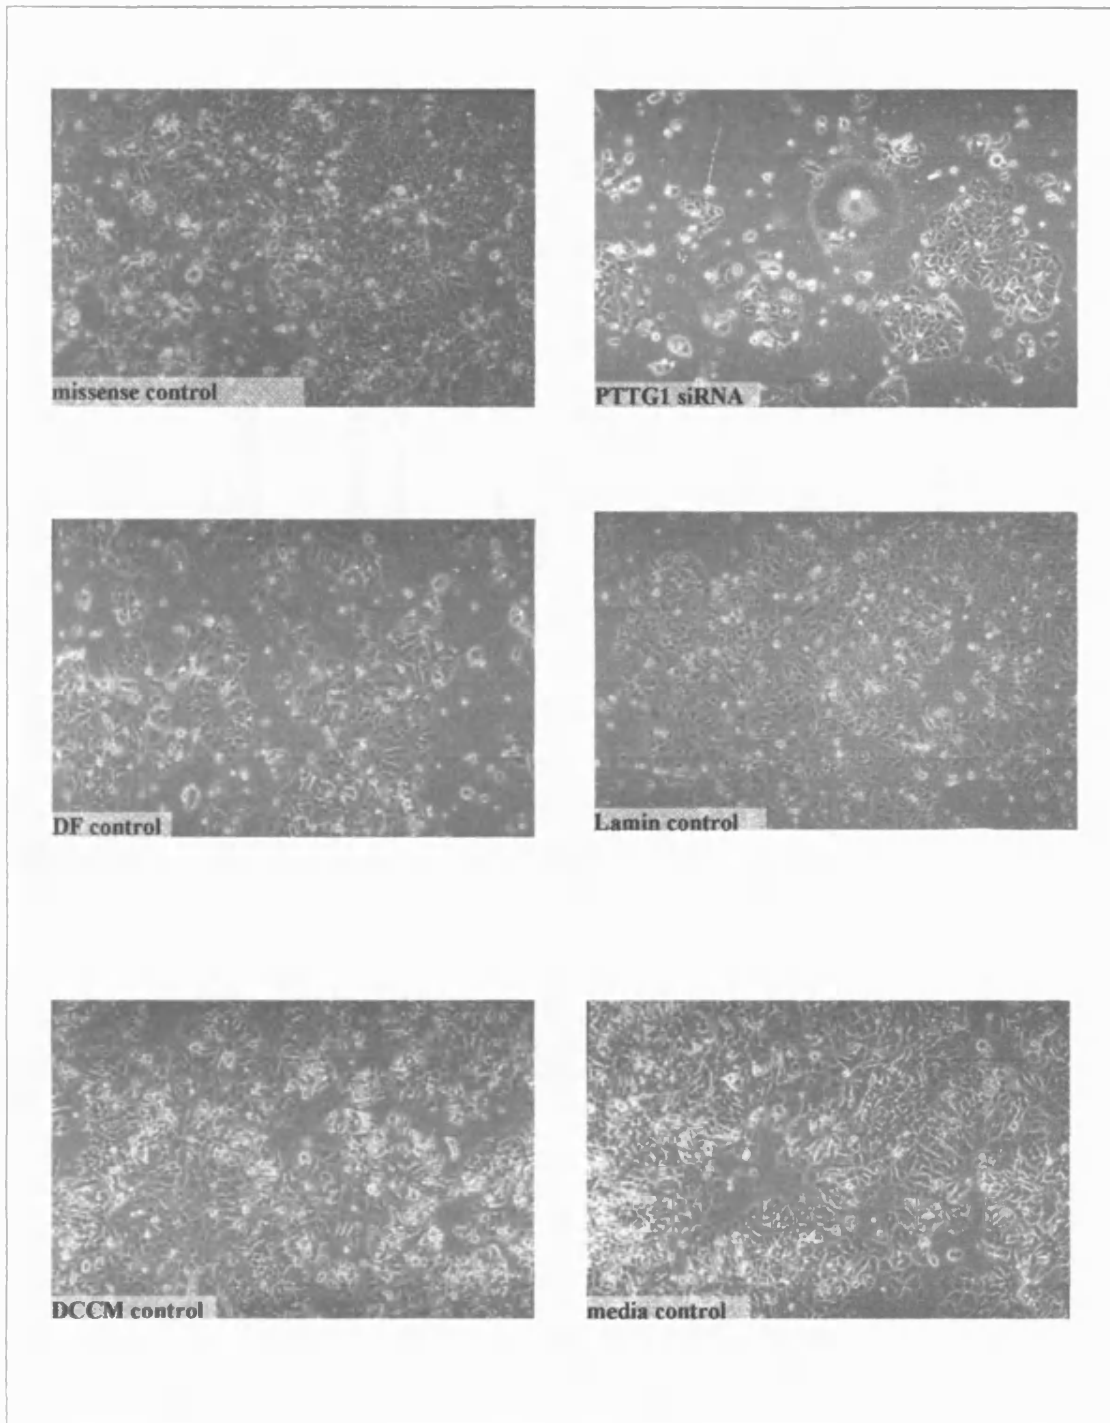 missense control
PTTG1 siRNA
DF control
Lamin control
DCCM control
media control